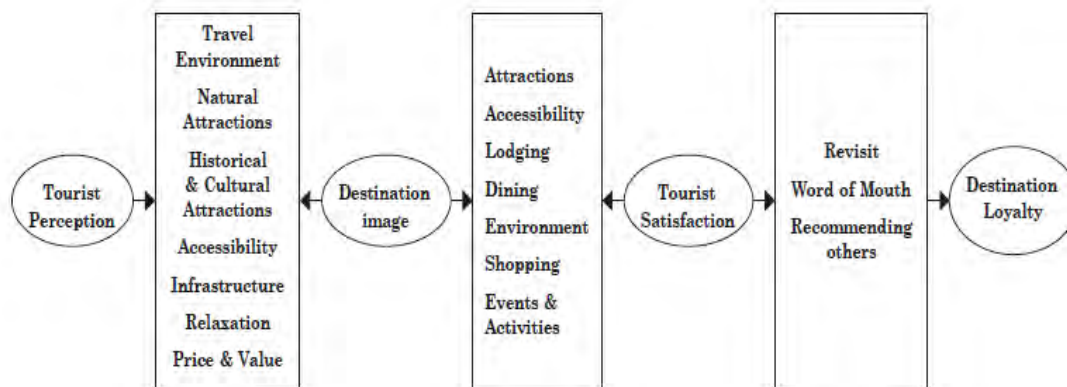 Tourist
Perception
Travel
Environment
Natural
Attractions
Historical
& Cultural
Attractions
Accessibility
Infrastructure
Relaxation
Price & Value
Destination
image
Attractions
Accessibility
Lodging
Dining
Environment
Shopping
Events &
Activities
Tourist
Satisfaction
Revisit
Word of Mouth
Recommending
others
Destination
Loyalty